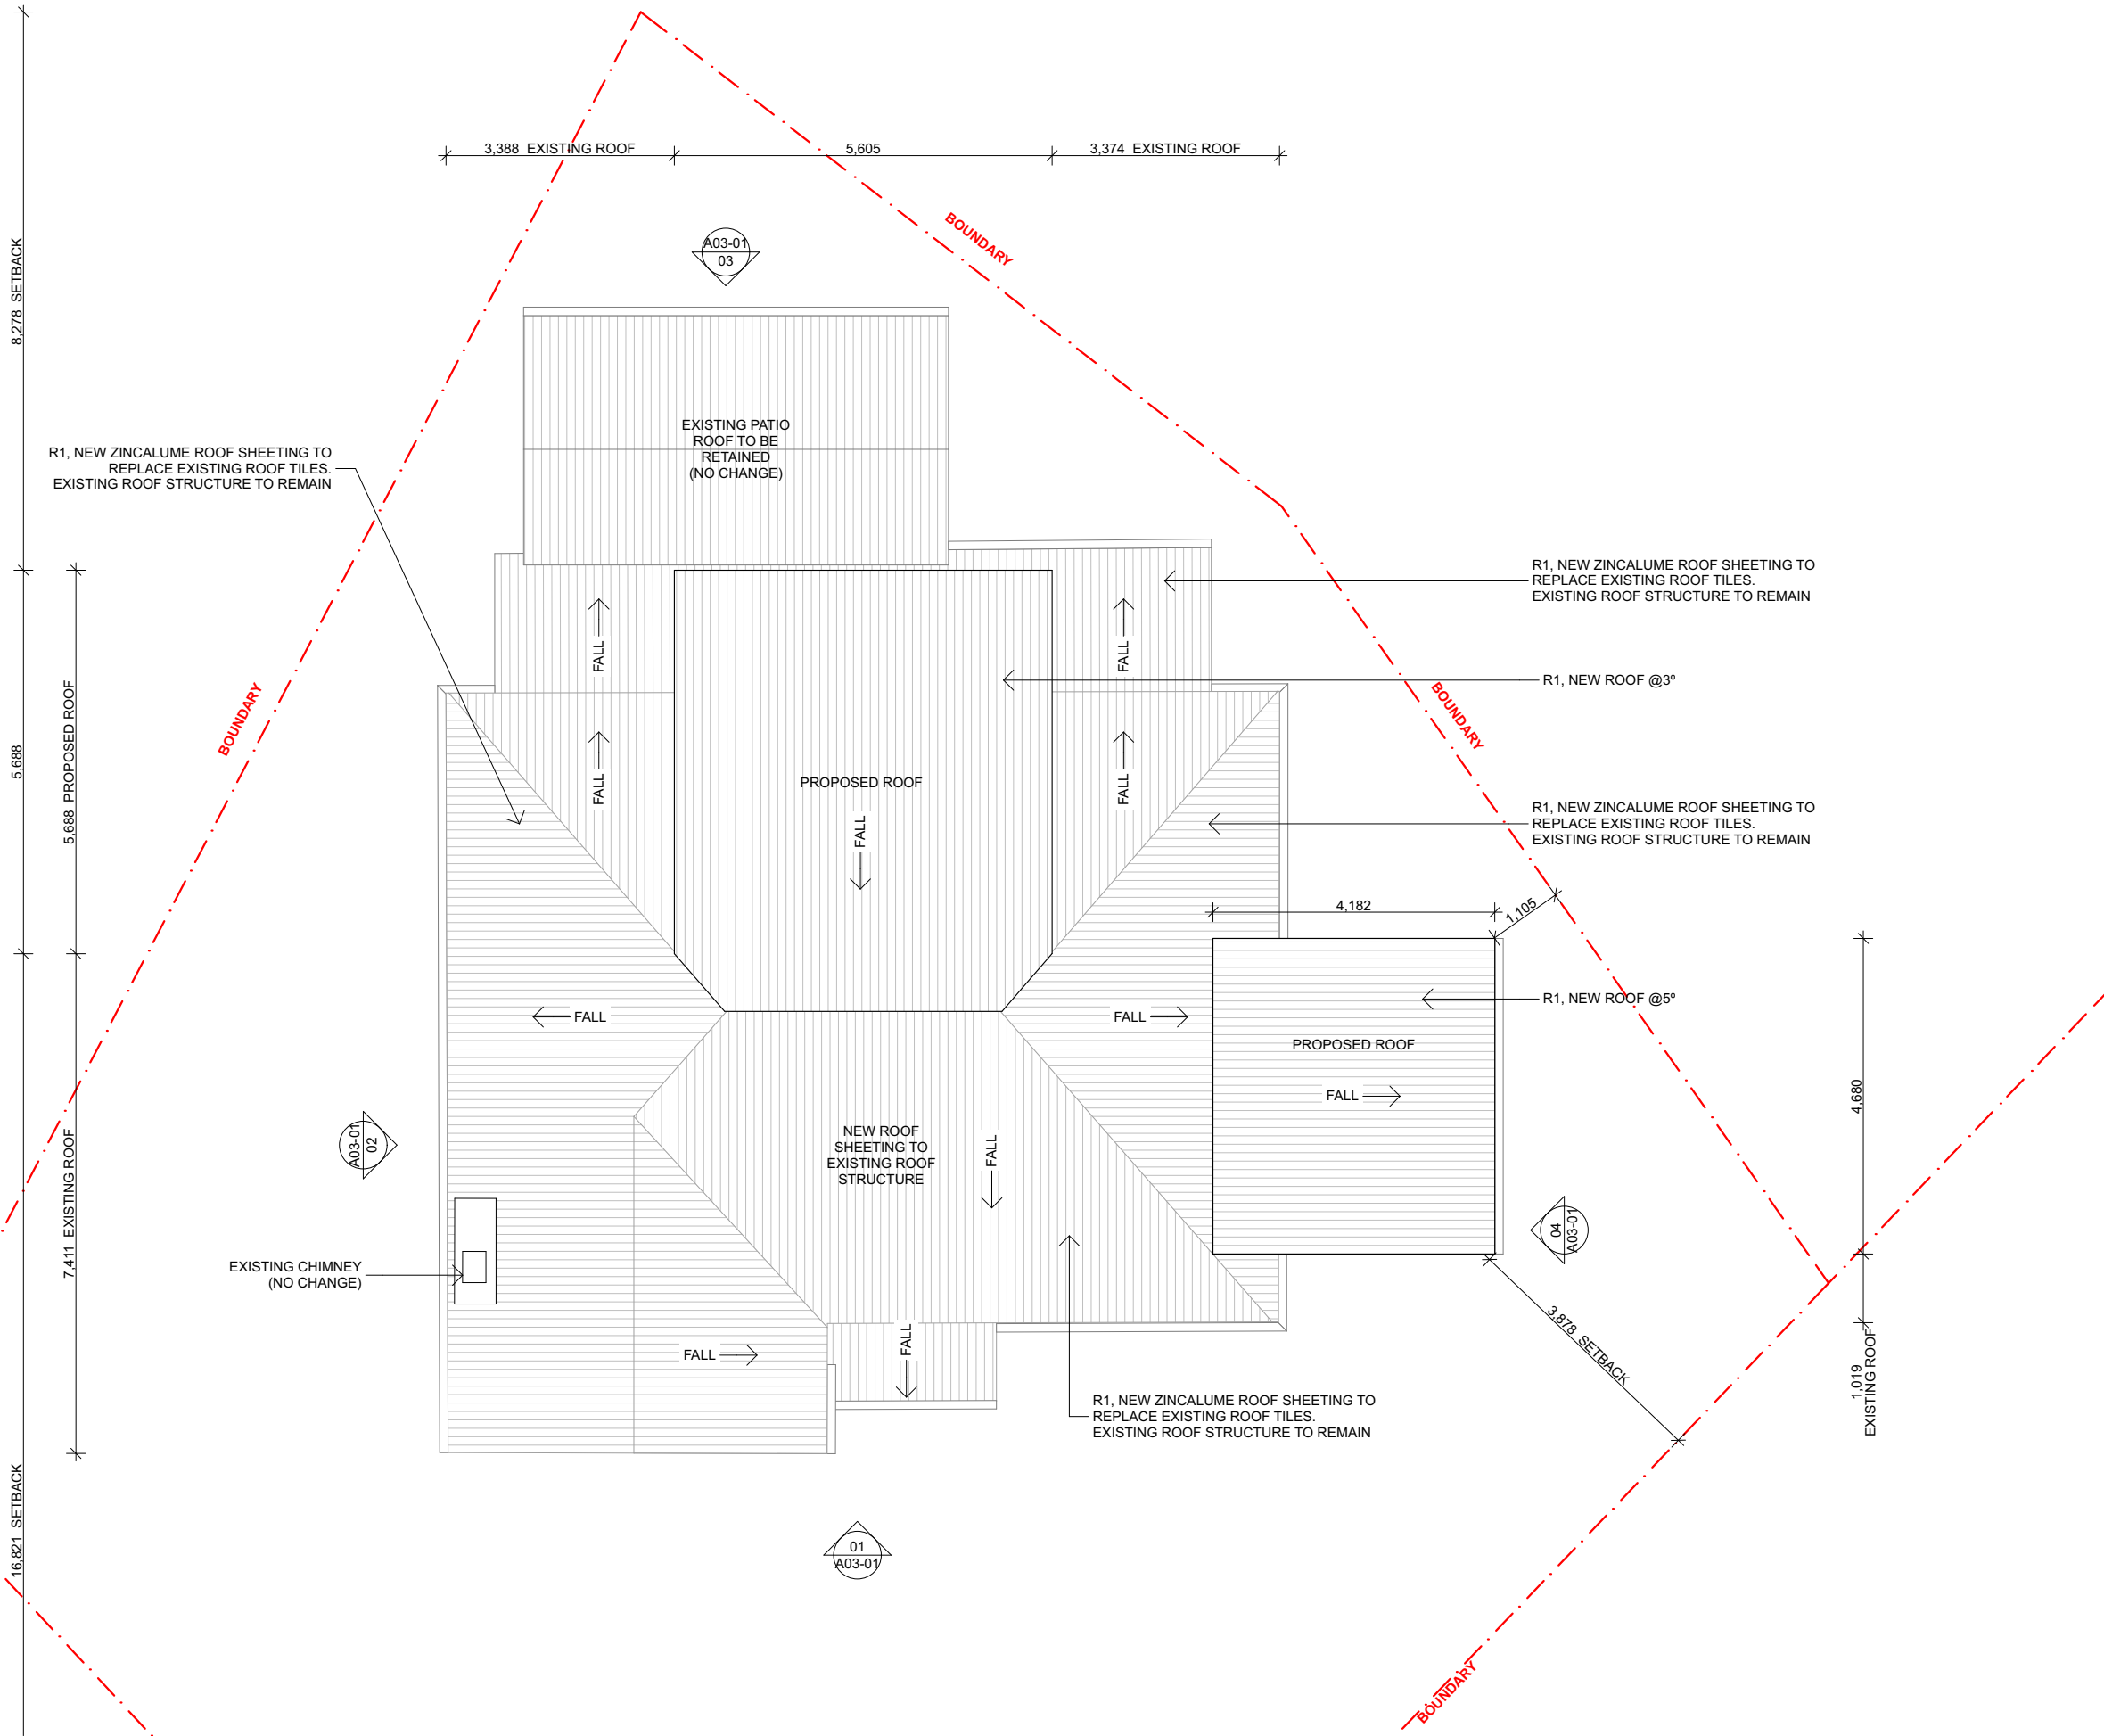 3,388 EXISTING ROOF
5,605
3,374 EXISTING ROOF
8,278 SETBACK
BOUNDARY
A03-01
03
EXISTING PATIO
ROOF TO BE
RETAINED
(NO CHANGE)
R1, NEW ZINCALUME ROOF SHEETING TO
REPLACE EXISTING ROOF TILES.
EXISTING ROOF STRUCTURE TO REMAIN
R1, NEW ZINCALUME ROOF SHEETING TO
REPLACE EXISTING ROOF TILES.
EXISTING ROOF STRUCTURE TO REMAIN
FALL
FALL
R1, NEW ROOF @3º
BOUNDARY
BOUNDARY
5,688
5,688 PROPOSED ROOF
FALL
PROPOSED ROOF
FALL
FALL
R1, NEW ZINCALUME ROOF SHEETING TO
REPLACE EXISTING ROOF TILES.
EXISTING ROOF STRUCTURE TO REMAIN
4,182
1,105
R1, NEW ROOF @5º
FALL
FALL
PROPOSED ROOF
FALL
4,680
A03-01
02
NEW ROOF
SHEETING TO
EXISTING ROOF
STRUCTURE
FALL
7,411 EXISTING ROOF
04
A03-01
EXISTING CHIMNEY
(NO CHANGE)
FALL
FALL
3,878 SETBACK
1,019
EXISTING ROOF
R1, NEW ZINCALUME ROOF SHEETING TO
REPLACE EXISTING ROOF TILES.
EXISTING ROOF STRUCTURE TO REMAIN
16,821 SETBACK
01
A03-01
BOUNDARY